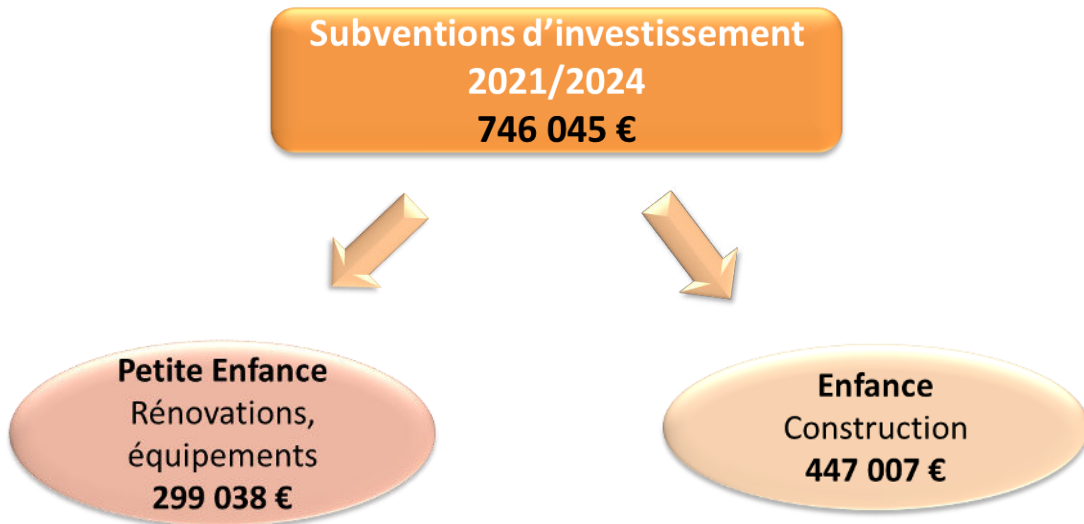 Subventions d’investissement
2021/2024
746 045 €
Petite Enfance
Rénovations,
équipements
299 038 €
Enfance
Construction
447 007 €